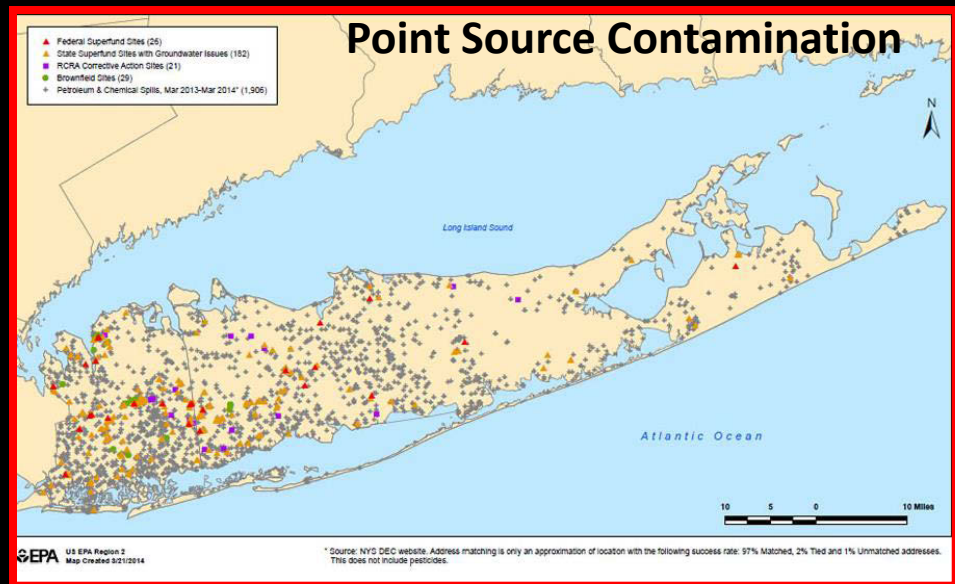 Point Source Contamination
Federal Superfund Sites (25)
State Superfund Sites with Groundwater Issues (182)
RCRA Corrective Action Sites (21)
Brownfield Sites (29)
Petroleum & Chemical Spills, Mar 2013-Mar 2014* (1,906)
N
Long Island Sound
Atlantic Ocean
10 5 0 10 Miles
EPA
US EPA Region 2
Map Created 3/21/2014
* Source: NYS DEC website. Address matching is only an approximation of location with the following success rate: 97% Matched, 2% Tied and 1% Unmatched addresses.
This does not include pesticides.